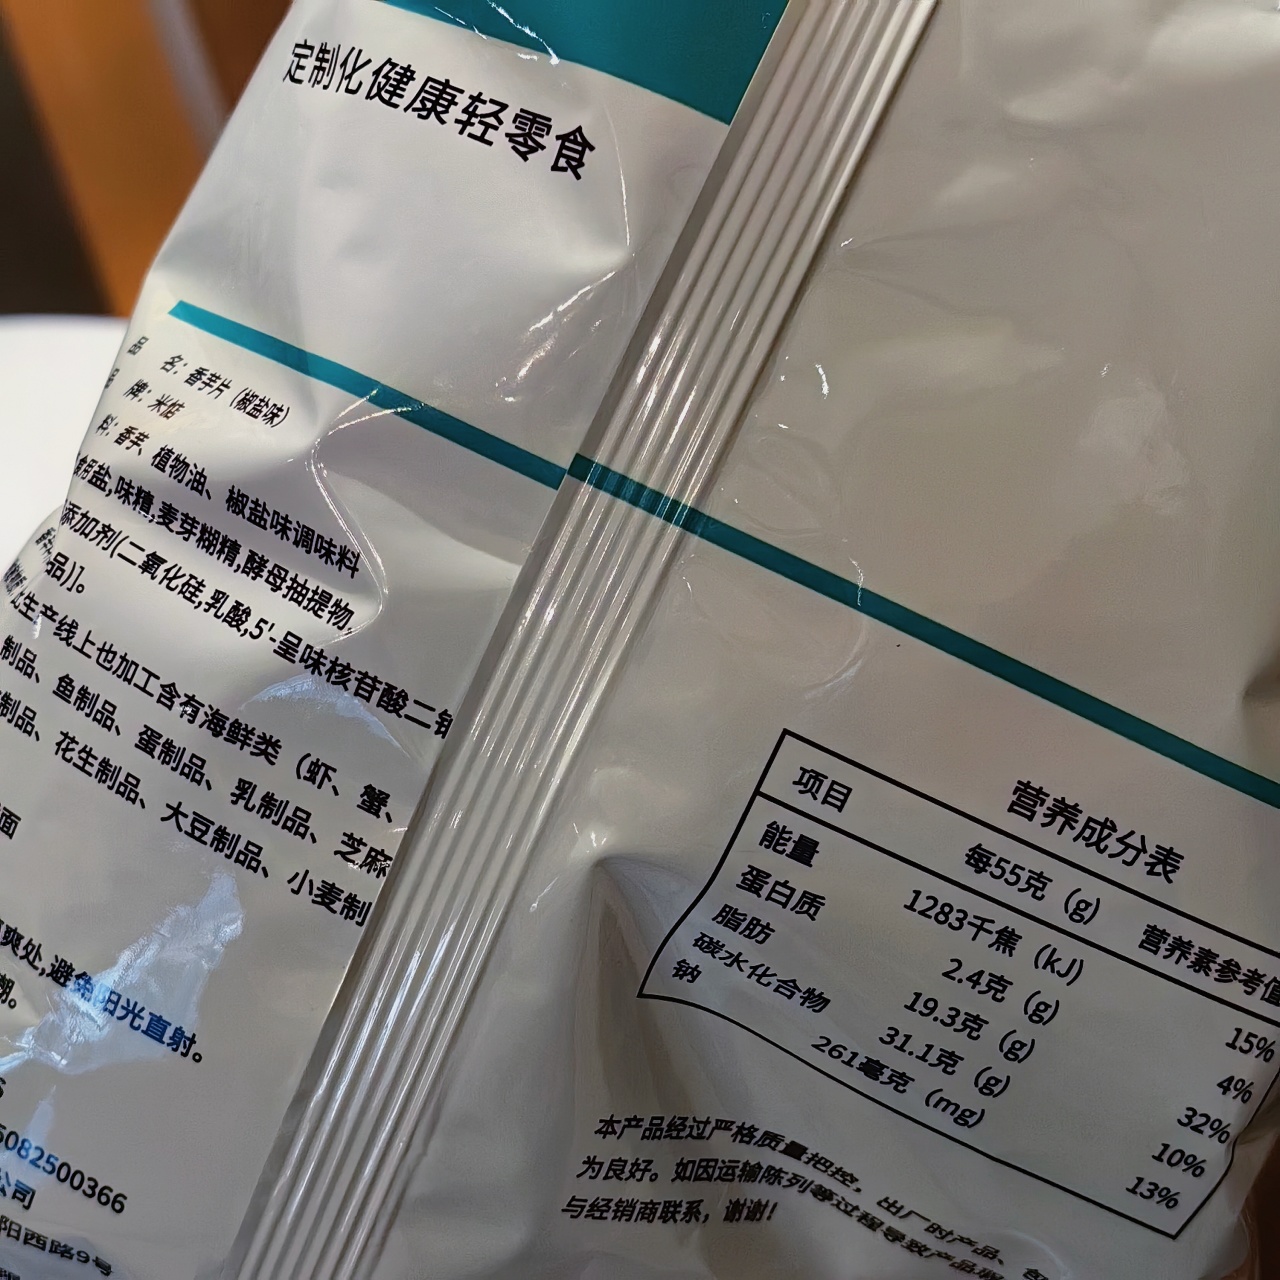 定制化健康轻零食
品 名：香芋片（椒盐味）
品 牌：米惦
料：香芋、植物油、椒盐味调味料
食用盐,味精,麦芽糊精,酵母抽提物,
添加剂(二氧化硅,乳酸,5'-呈味核苷酸二钠
品)]。
此生产线上也加工含有海鲜类（虾、蟹、
制品、鱼制品、蛋制品、乳制品、芝麻
制品、花生制品、大豆制品、小麦制
面
爽处,避免阳光直射。
潮。
5082500366
公司
阳西路9号
营养成分表
项目 每55克（g） 营养素参考值
能量 1283千焦（kJ） 15%
蛋白质 2.4克（g） 4%
脂肪 19.3克（g） 32%
碳水化合物 31.1克（g） 10%
钠 261毫克（mg） 13%
本产品经过严格质量把控，出厂时产品、包
为良好。如因运输陈列等过程导致产品
与经销商联系，谢谢！